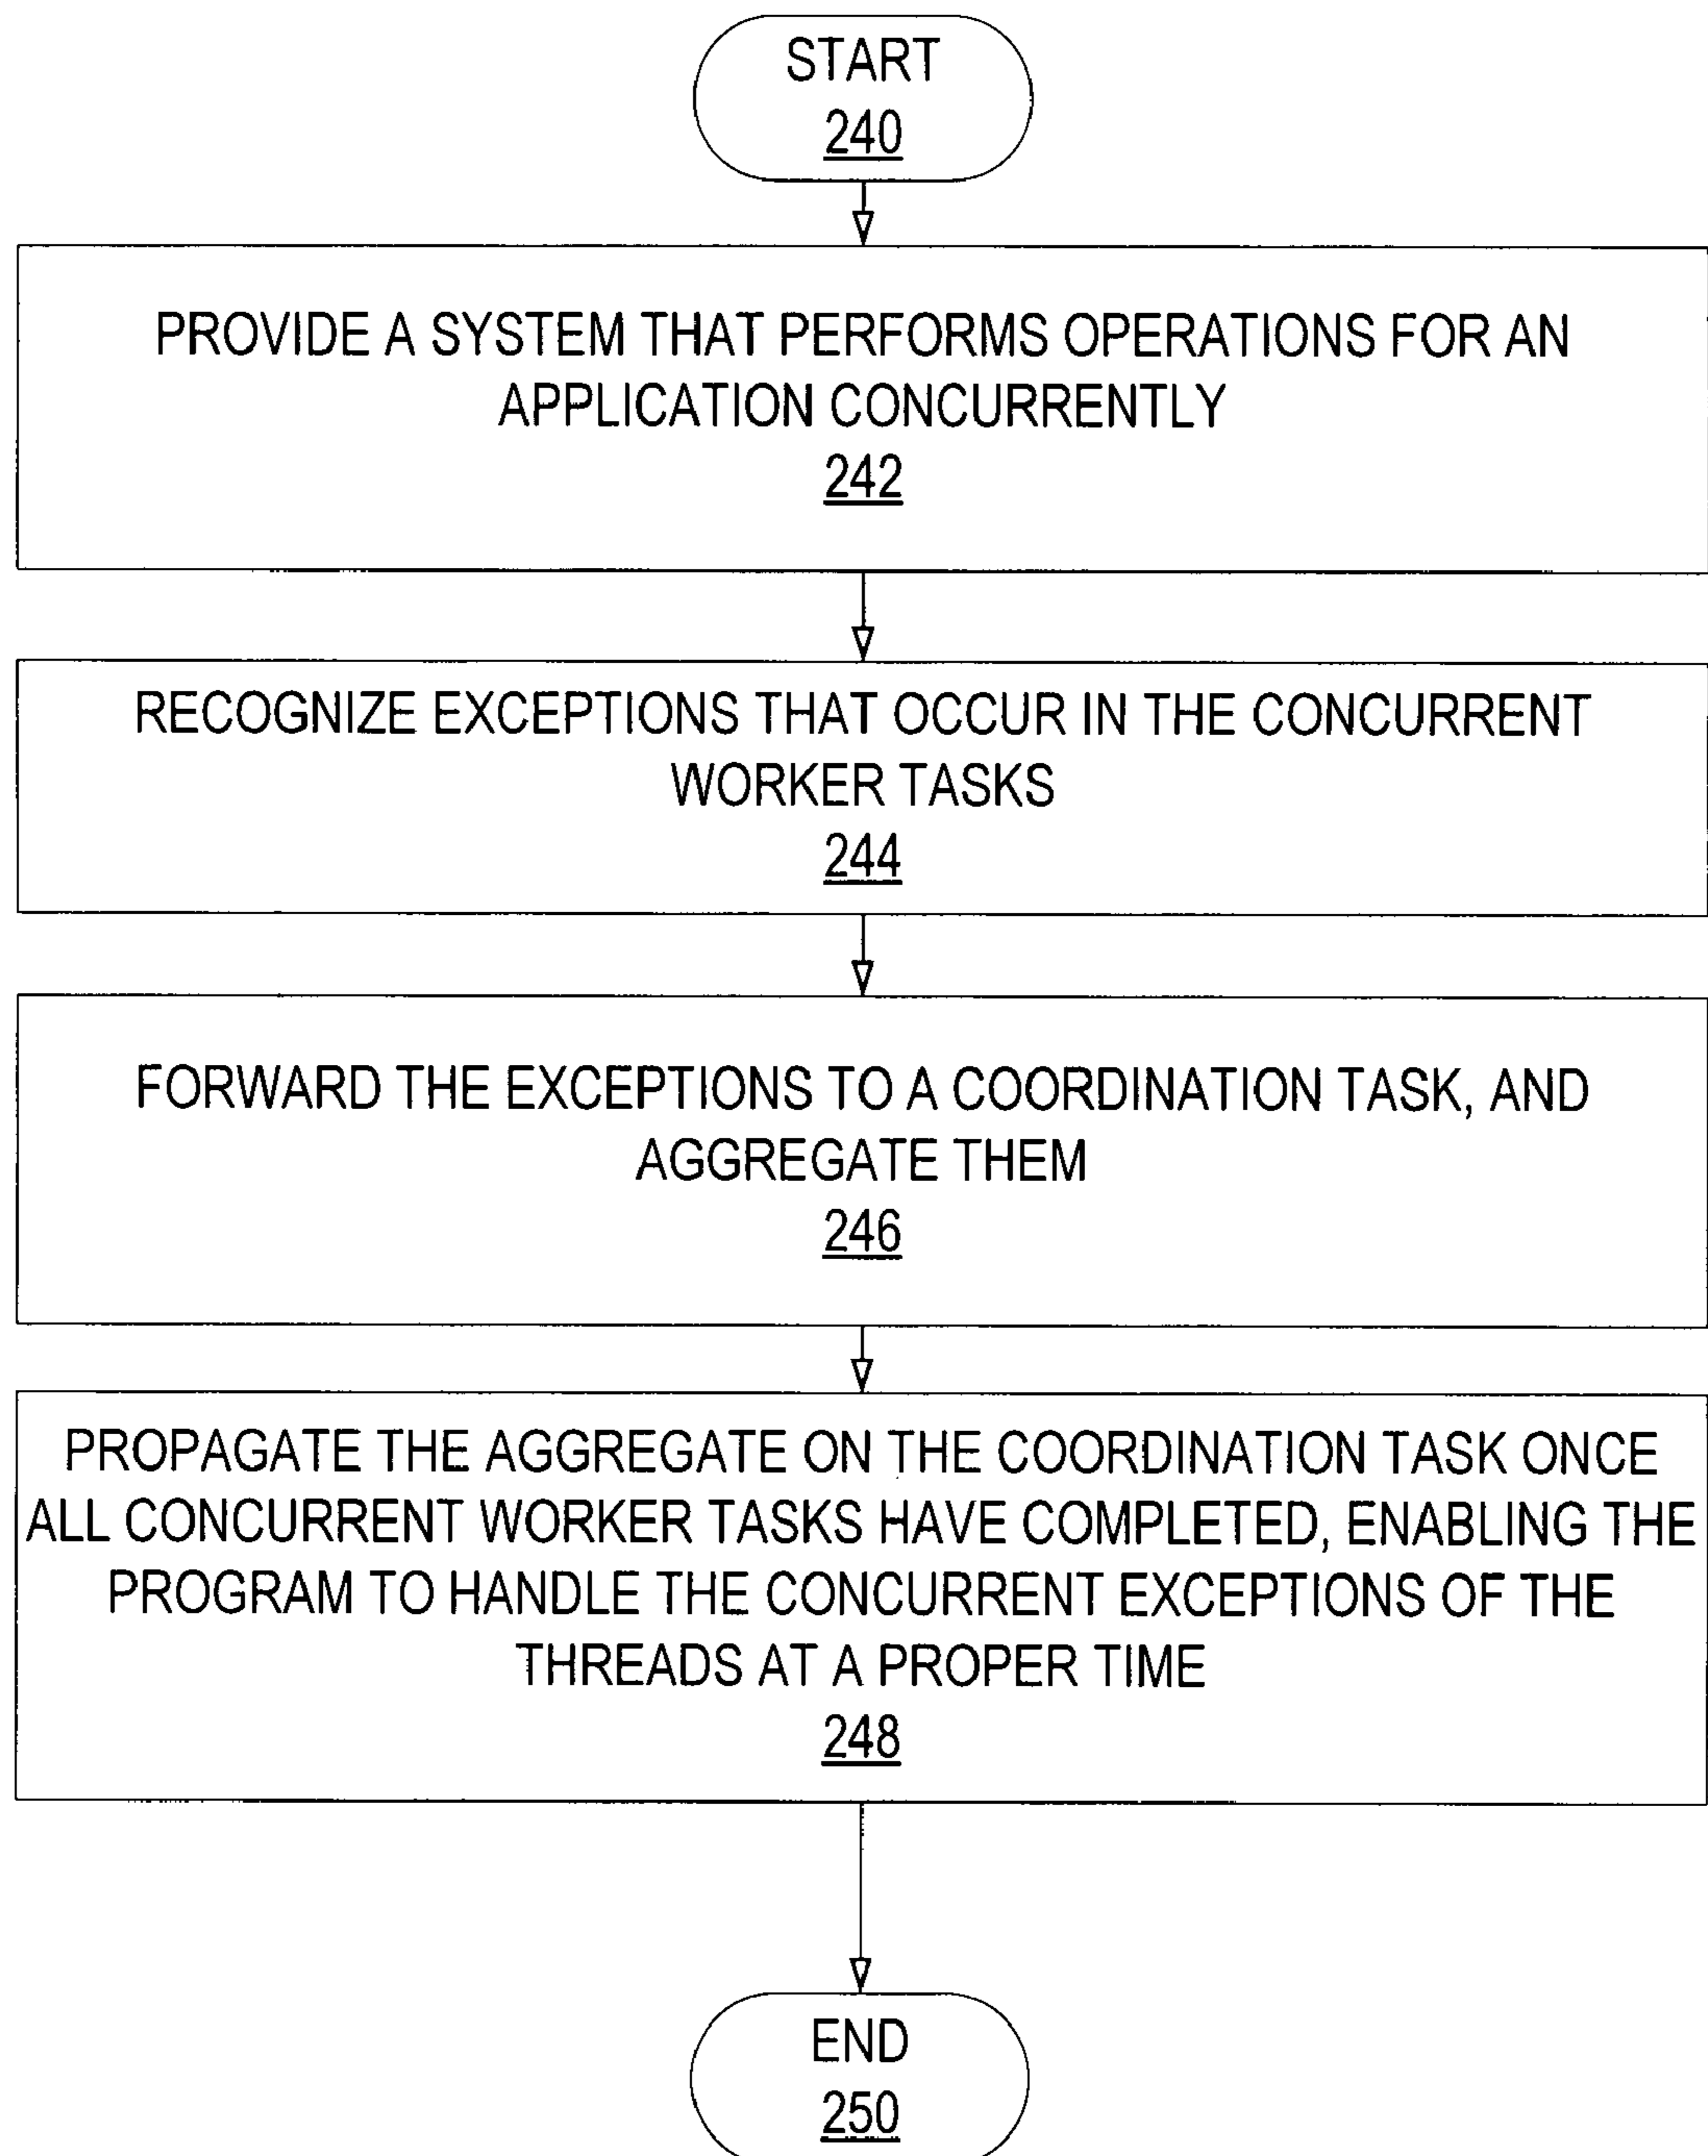 START
240
PROVIDE A SYSTEM THAT PERFORMS OPERATIONS FOR AN
APPLICATION CONCURRENTLY
242
RECOGNIZE EXCEPTIONS THAT OCCUR IN THE CONCURRENT
WORKER TASKS
244
FORWARD THE EXCEPTIONS TO A COORDINATION TASK, AND
AGGREGATE THEM
246
PROPAGATE THE AGGREGATE ON THE COORDINATION TASK ONCE
ALL CONCURRENT WORKER TASKS HAVE COMPLETED, ENABLING THE
PROGRAM TO HANDLE THE CONCURRENT EXCEPTIONS OF THE
THREADS AT A PROPER TIME
248
END
250